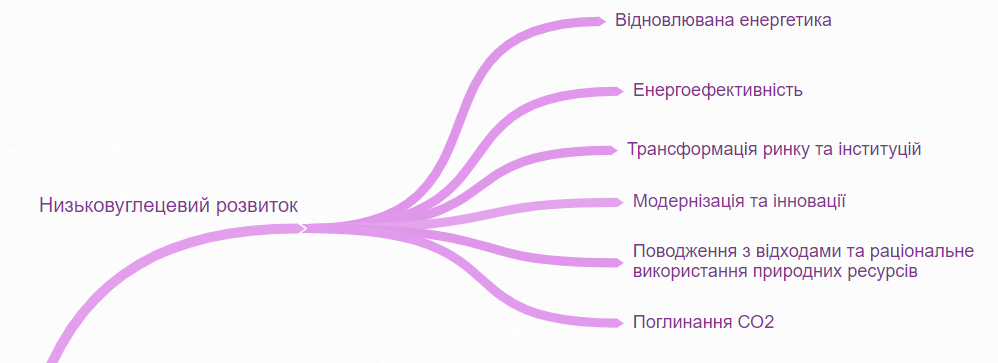 Відновлювана енергетика
Енергоефективність
Трансформація ринку та інституцій
Низьковуглецевий розвиток
Модернізація та інновації
Поводження з відходами та раціональне
використання природних ресурсів
Поглинання СО2